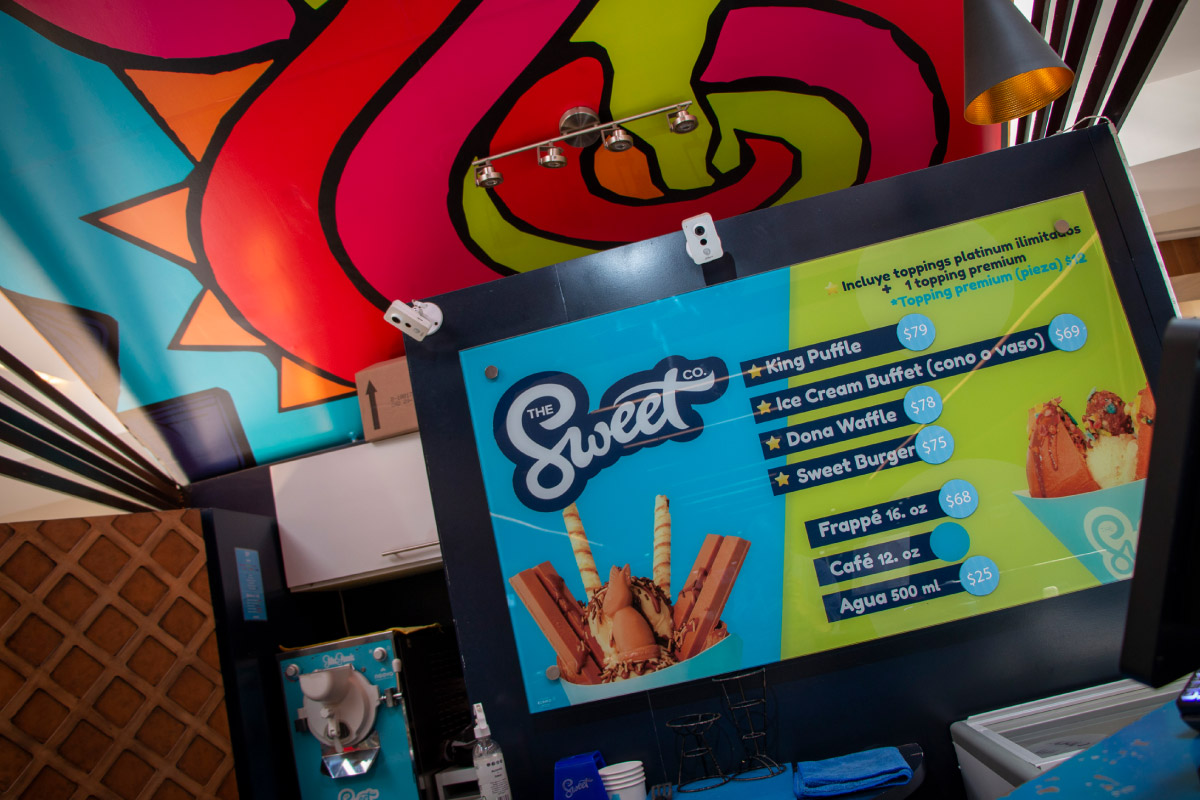 THE
Sweet
CO.
Incluye toppings platinum ilimitados
+ 1 topping premium
*Topping premium (pieza) $12
King Puffle $79
Ice Cream Buffet (cono o vaso) $69
Dona Waffle $78
Sweet Burger $75
Frappé 16. oz $68
Café 12. oz
Agua 500 ml $25
Sweet